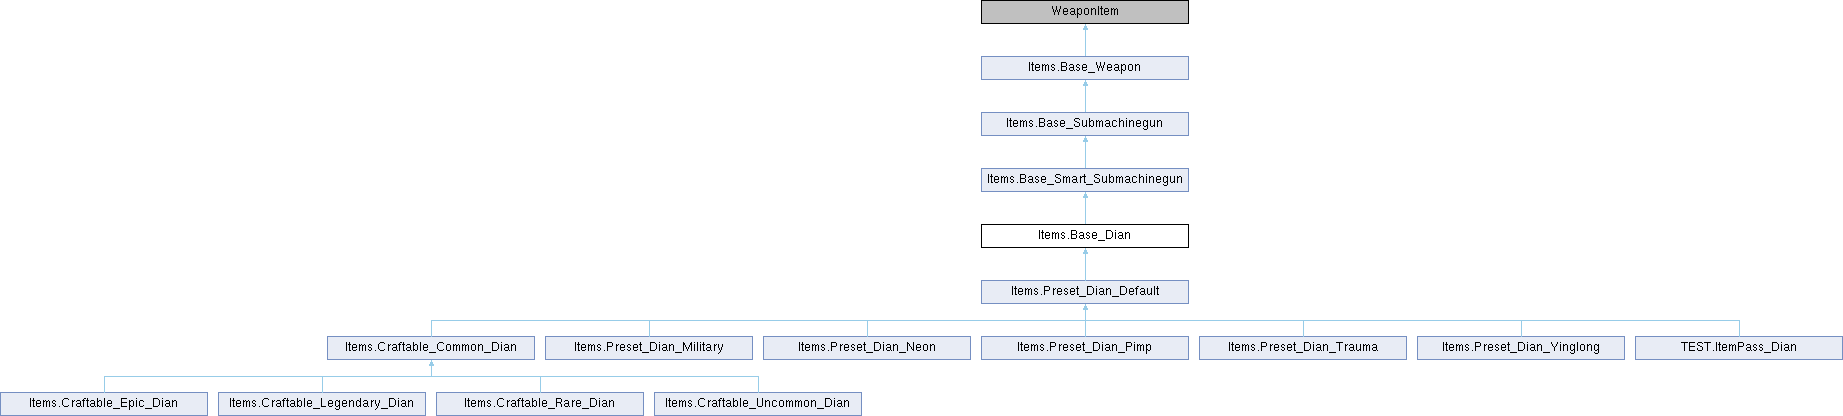 WeaponItem
Items.Base_Weapon
Items.Base_Submachinegun
Items.Base_Smart_Submachinegun
Items.Base_Dian
Items.Preset_Dian_Default
Items.Craftable_Common_Dian
Items.Preset_Dian_Military
Items.Preset_Dian_Neon
Items.Preset_Dian_Pimp
Items.Preset_Dian_Trauma
Items.Preset_Dian_Yinglong
TEST.ItemPass_Dian
Items.Craftable_Epic_Dian
Items.Craftable_Legendary_Dian
Items.Craftable_Rare_Dian
Items.Craftable_Uncommon_Dian